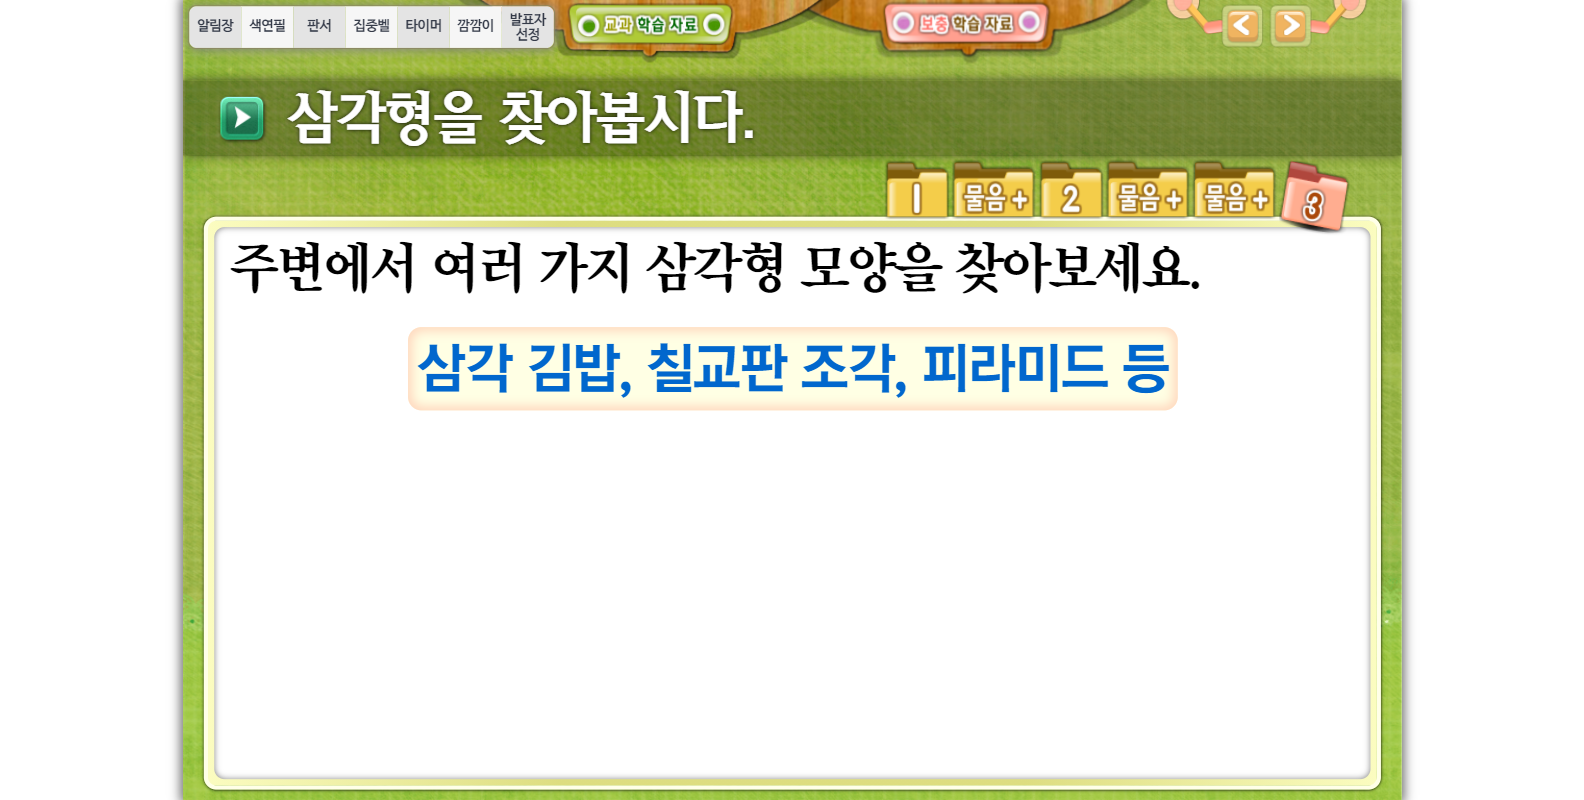 알림장 색연필 판서 집중벨 타이머 깜깜이 발표자 선정
교과 학습 자료
보충 학습 자료
삼각형을 찾아봅시다.
1 물음+ 2 물음+ 물음+ 3
주변에서 여러 가지 삼각형 모양을 찾아보세요.
삼각 김밥, 칠교판 조각, 피라미드 등